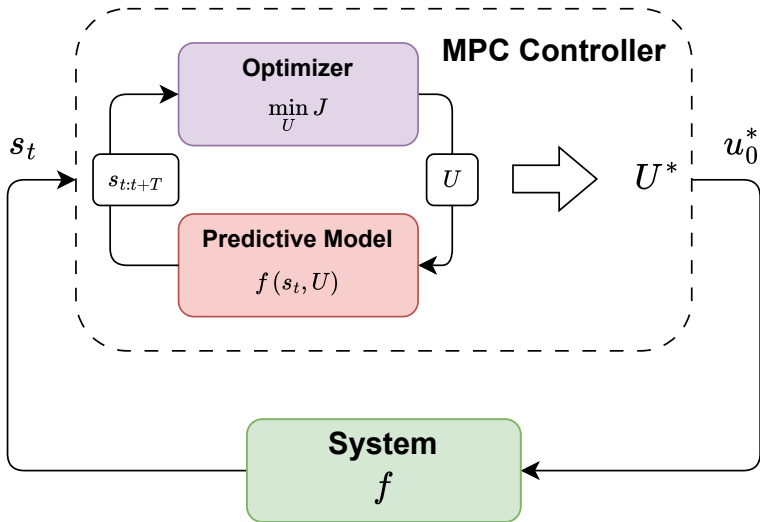 MPC Controller
Optimizer
min J
U
s_t
s_{t:t+T}
U
U^*
u_0^*
Predictive Model
f(s_t, U)
System
f